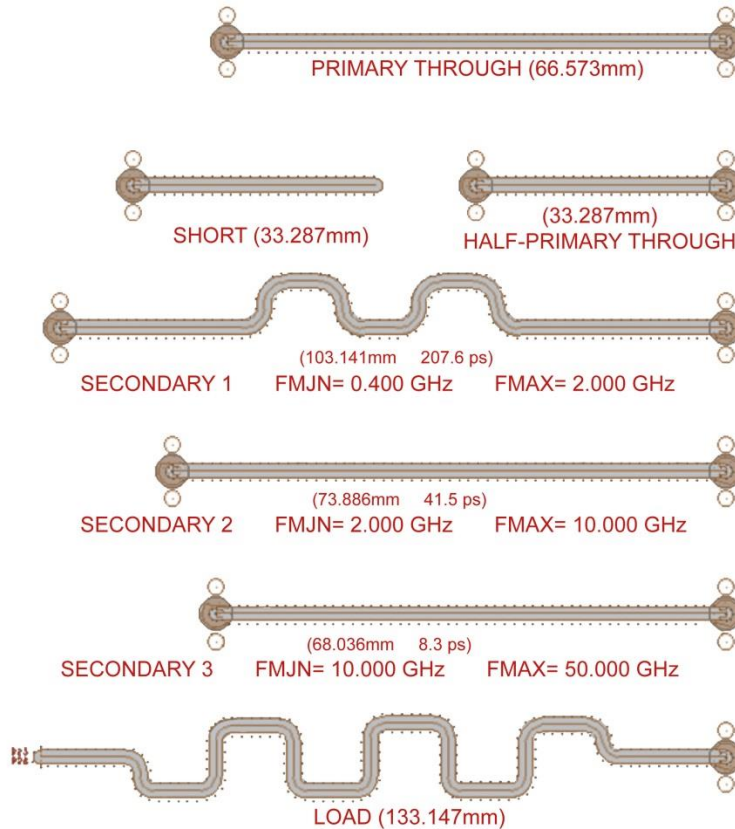 PRIMARY THROUGH (66.573mm)
SHORT (33.287mm)
(33.287mm)
HALF-PRIMARY THROUGH
(103.141mm 207.6 ps)
SECONDARY 1 FMJN= 0.400 GHz FMAX= 2.000 GHz
(73.886mm 41.5 ps)
SECONDARY 2 FMJN= 2.000 GHz FMAX= 10.000 GHz
(68.036mm 8.3 ps)
SECONDARY 3 FMJN= 10.000 GHz FMAX= 50.000 GHz
LOAD (133.147mm)